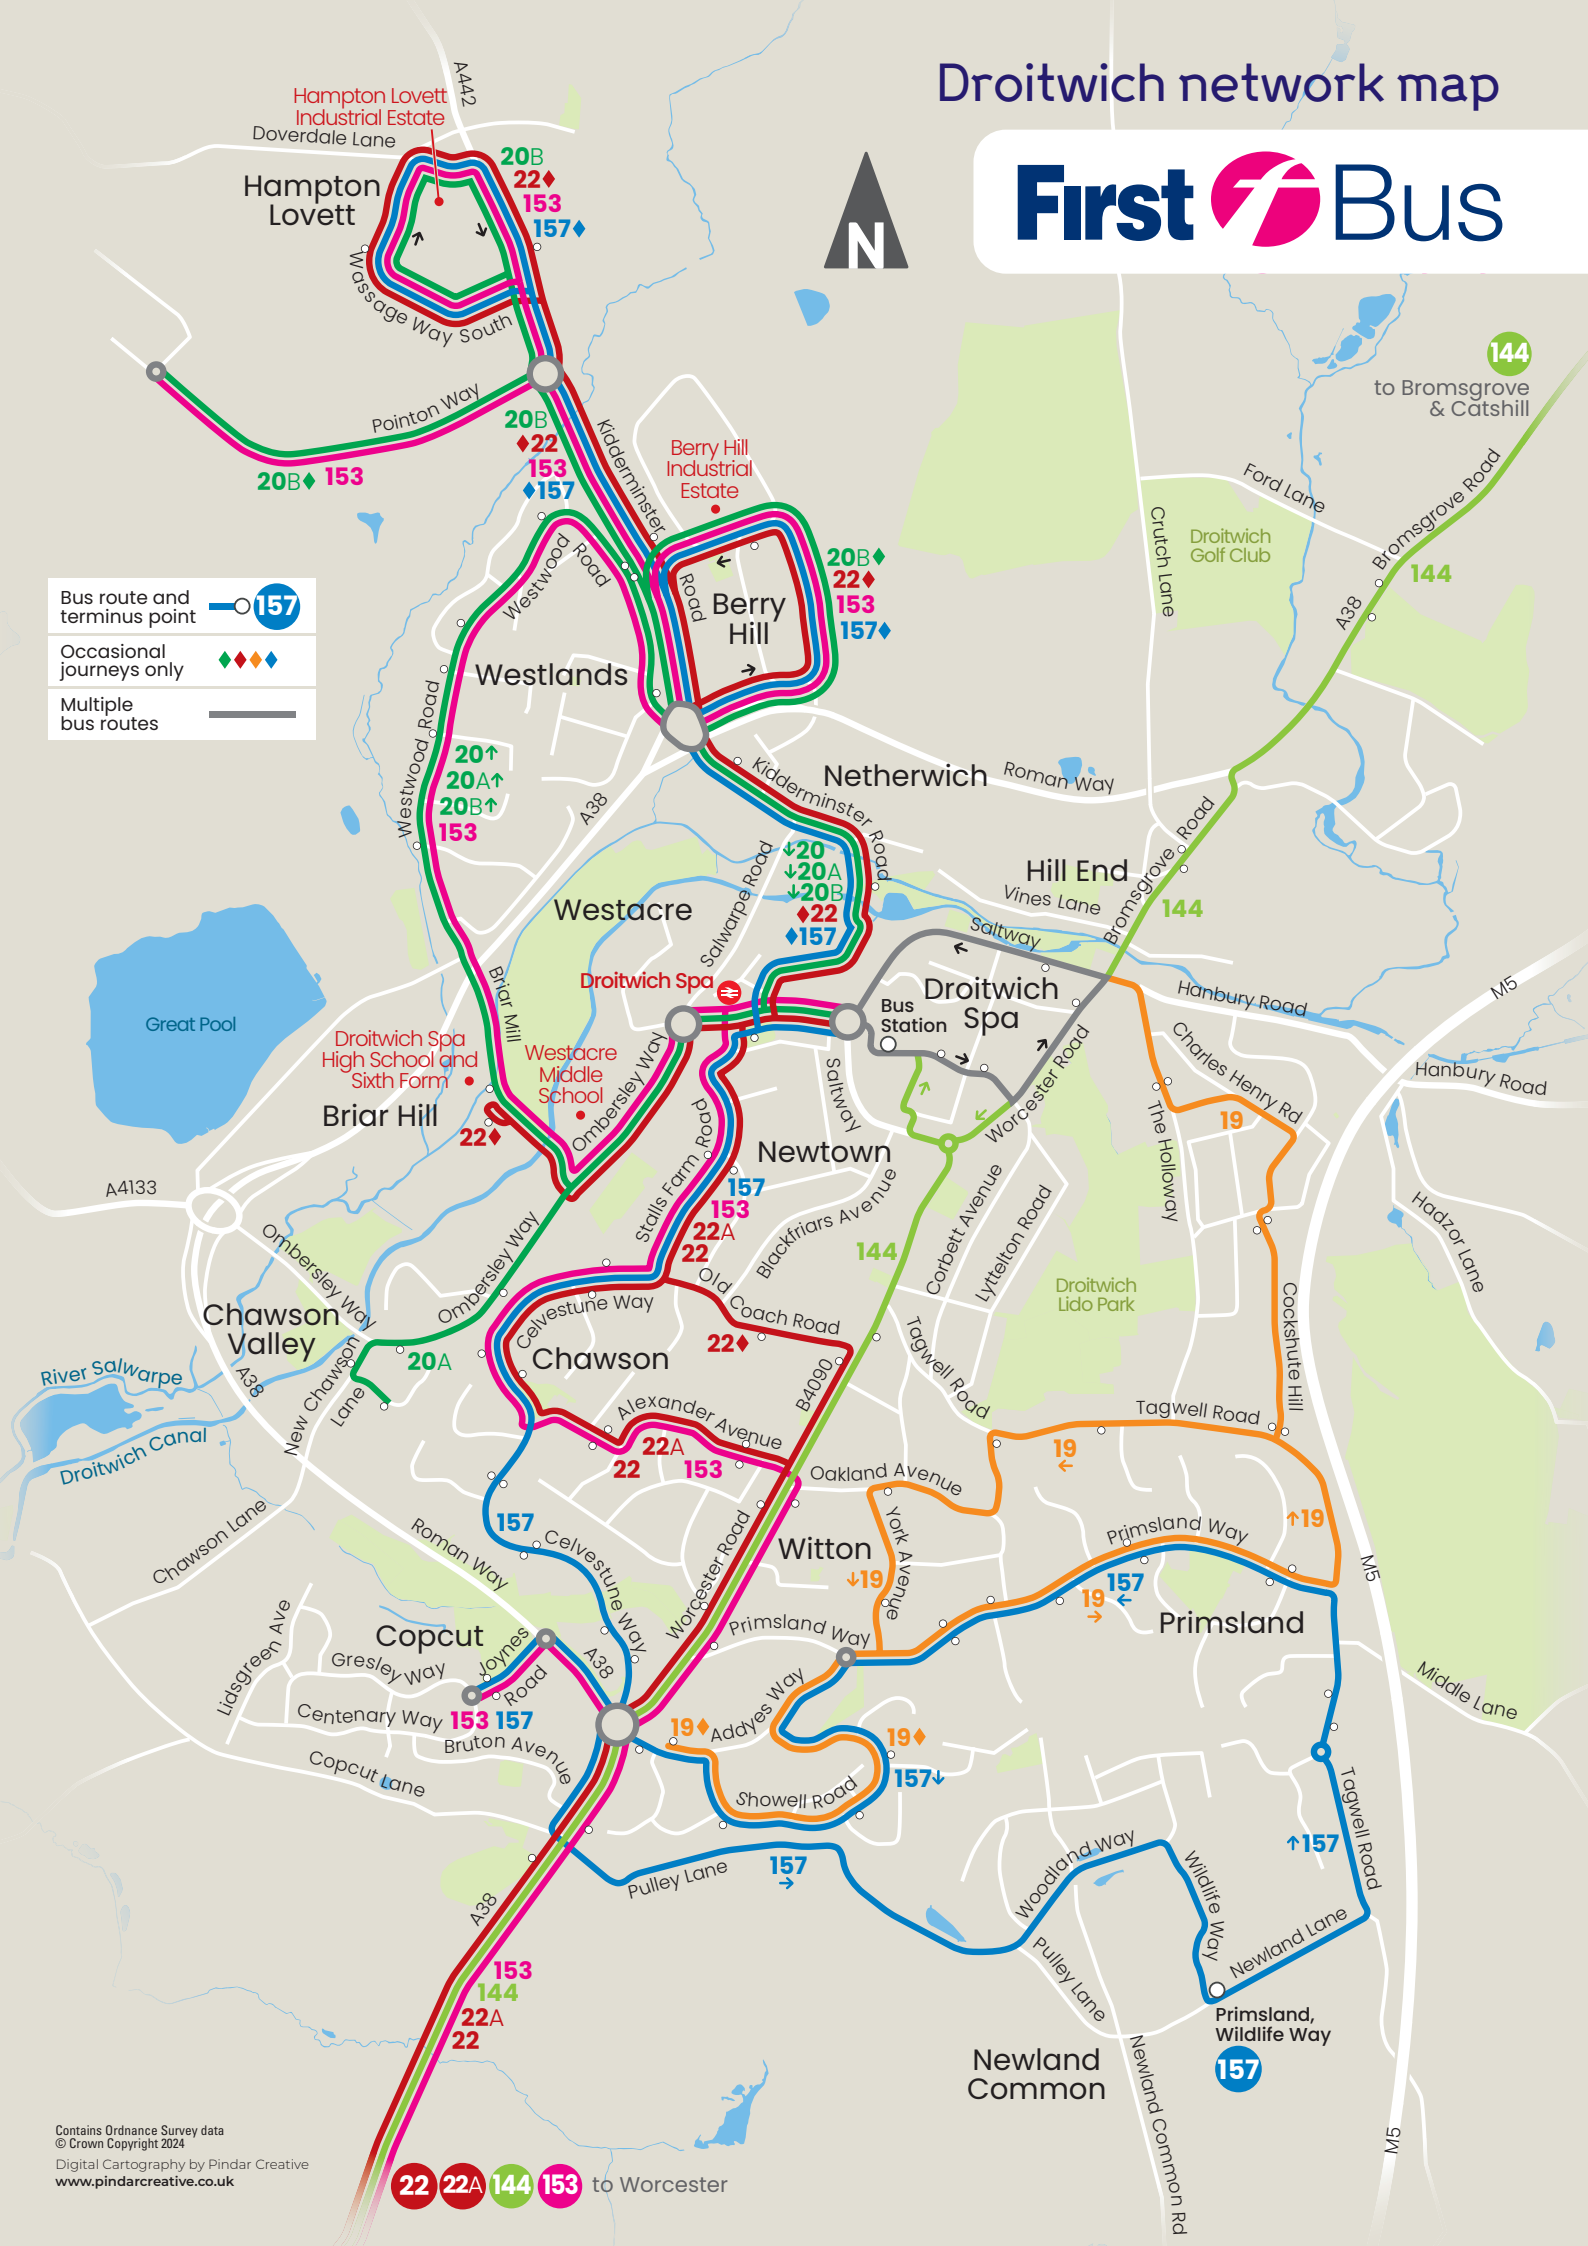 Droitwich network map
First Bus
N
A442
Hampton Lovett
Industrial Estate
Doverdale Lane
Hampton
Lovett
20B
22♦
153
157♦
Wassage Way South
Pointon Way
20B♦ 153
20B
♦22
153
♦157
Kidderminster
Road
Berry Hill
Industrial
Estate
Berry
Hill
20B♦
22♦
153
157♦
144
to Bromsgrove
& Catshill
Ford Lane
Bromsgrove Road
144
A38
Crutch Lane
Droitwich
Golf Club
Bus route and
terminus point
157
Occasional
journeys only
Multiple
bus routes
Westwood
Road
Westlands
Westwood Road
20↑
20A↑
20B↑
153
A38
Netherwich
Roman Way
Kidderminster Road
↓20
↓20A
↓20B
♦22
♦157
Salwarpe Road
Westacre
Hill End
Vines Lane
Bromsgrove Road
144
Saltway
Droitwich Spa
Droitwich
Spa
Bus
Station
Hanbury Road
M5
Hanbury Road
Great Pool
Briar Mill
Droitwich Spa
High School and
Sixth Form
Westacre
Middle
School
Briar Hill
22♦
Ombersley Way
Saltway
Worcester Road
Charles Henry Rd
19
The Holloway
Stalls Farm Road
Newtown
157
153
22A
22
Blackfriars Avenue
144
Corbett Avenue
Lyttelton Road
Hadzor Lane
A4133
Ombersley Way
Ombersley Way
Chawson
Valley
20A
New Chawson
Lane
A38
River Salwarpe
Droitwich Canal
Old Coach Road
22♦
Celvestune Way
Chawson
Droitwich
Lido Park
Tagwell Road
Cockshute Hill
B4090
Alexander Avenue
22A
22
153
Tagwell Road
19
←
Oakland Avenue
York Avenue
Witton
↓19
157
Celvestune Way
Worcester Road
Primsland Way
↑19
157
←
19
→
Primsland
M5
Chawson Lane
Roman Way
Copcut
Joynes
Road
A38
Gresley Way
Lidsgreen Ave
Centenary Way
153 157
Bruton Avenue
Copcut Lane
Primsland Way
Addyes Way
19♦
19♦
157↓
Showell Road
Middle Lane
Tagwell Road
↑157
Pulley Lane
157
→
Woodland Way
Wildlife Way
Newland Lane
Pulley Lane
Primsland,
Wildlife Way
157
A38
153
144
22A
22
Newland
Common
Newland Common Rd
M5
Contains Ordnance Survey data
© Crown Copyright 2024
Digital Cartography by Pindar Creative
www.pindarcreative.co.uk
22 22A 144 153 to Worcester